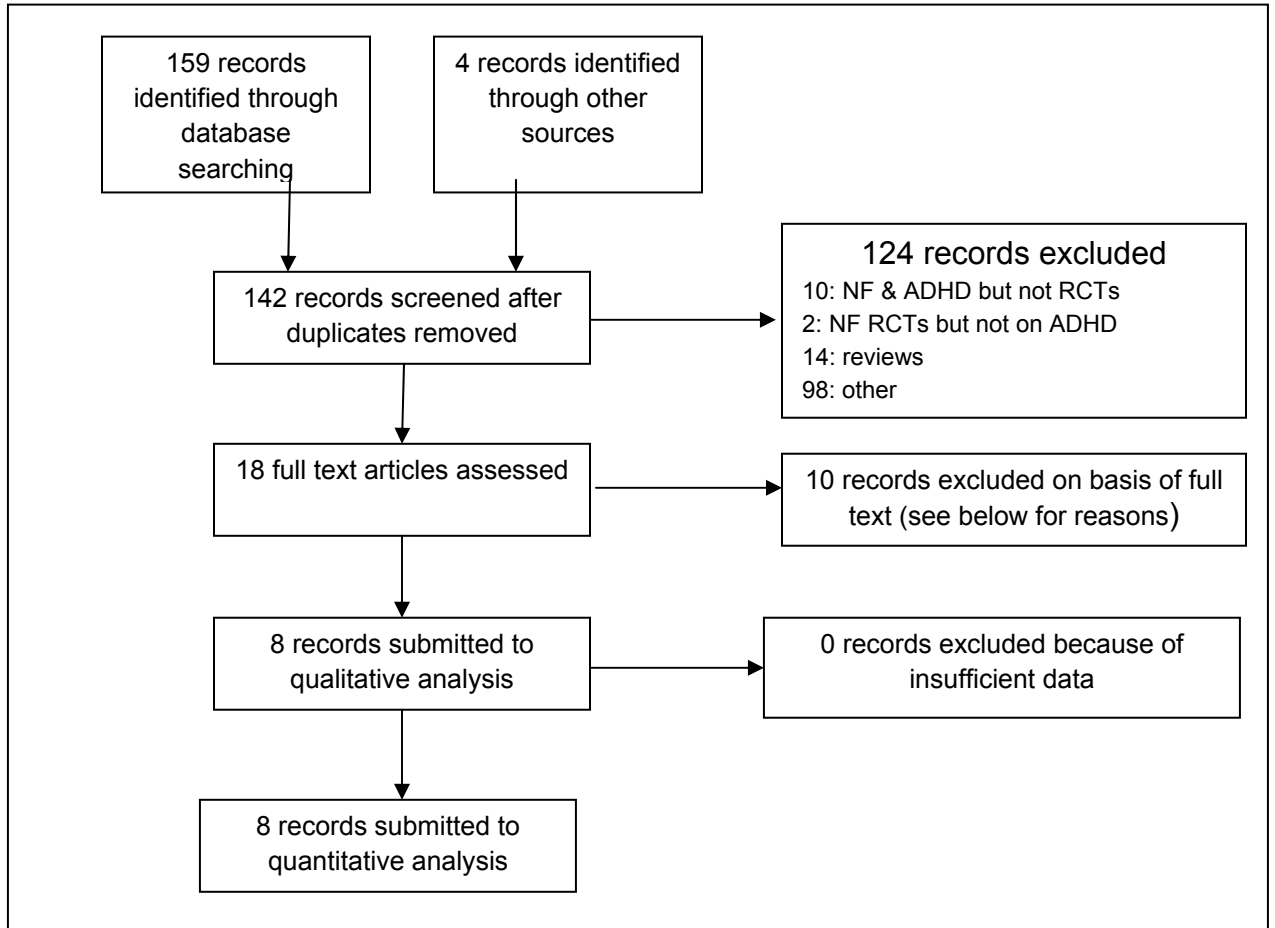 159 records
identified through
database
searching
4 records identified
through other
sources
142 records screened after
duplicates removed
124 records excluded
10: NF & ADHD but not RCTs
2: NF RCTs but not on ADHD
14: reviews
98: other
18 full text articles assessed
10 records excluded on basis of full
text (see below for reasons)
8 records submitted to
qualitative analysis
0 records excluded because of
insufficient data
8 records submitted to
quantitative analysis